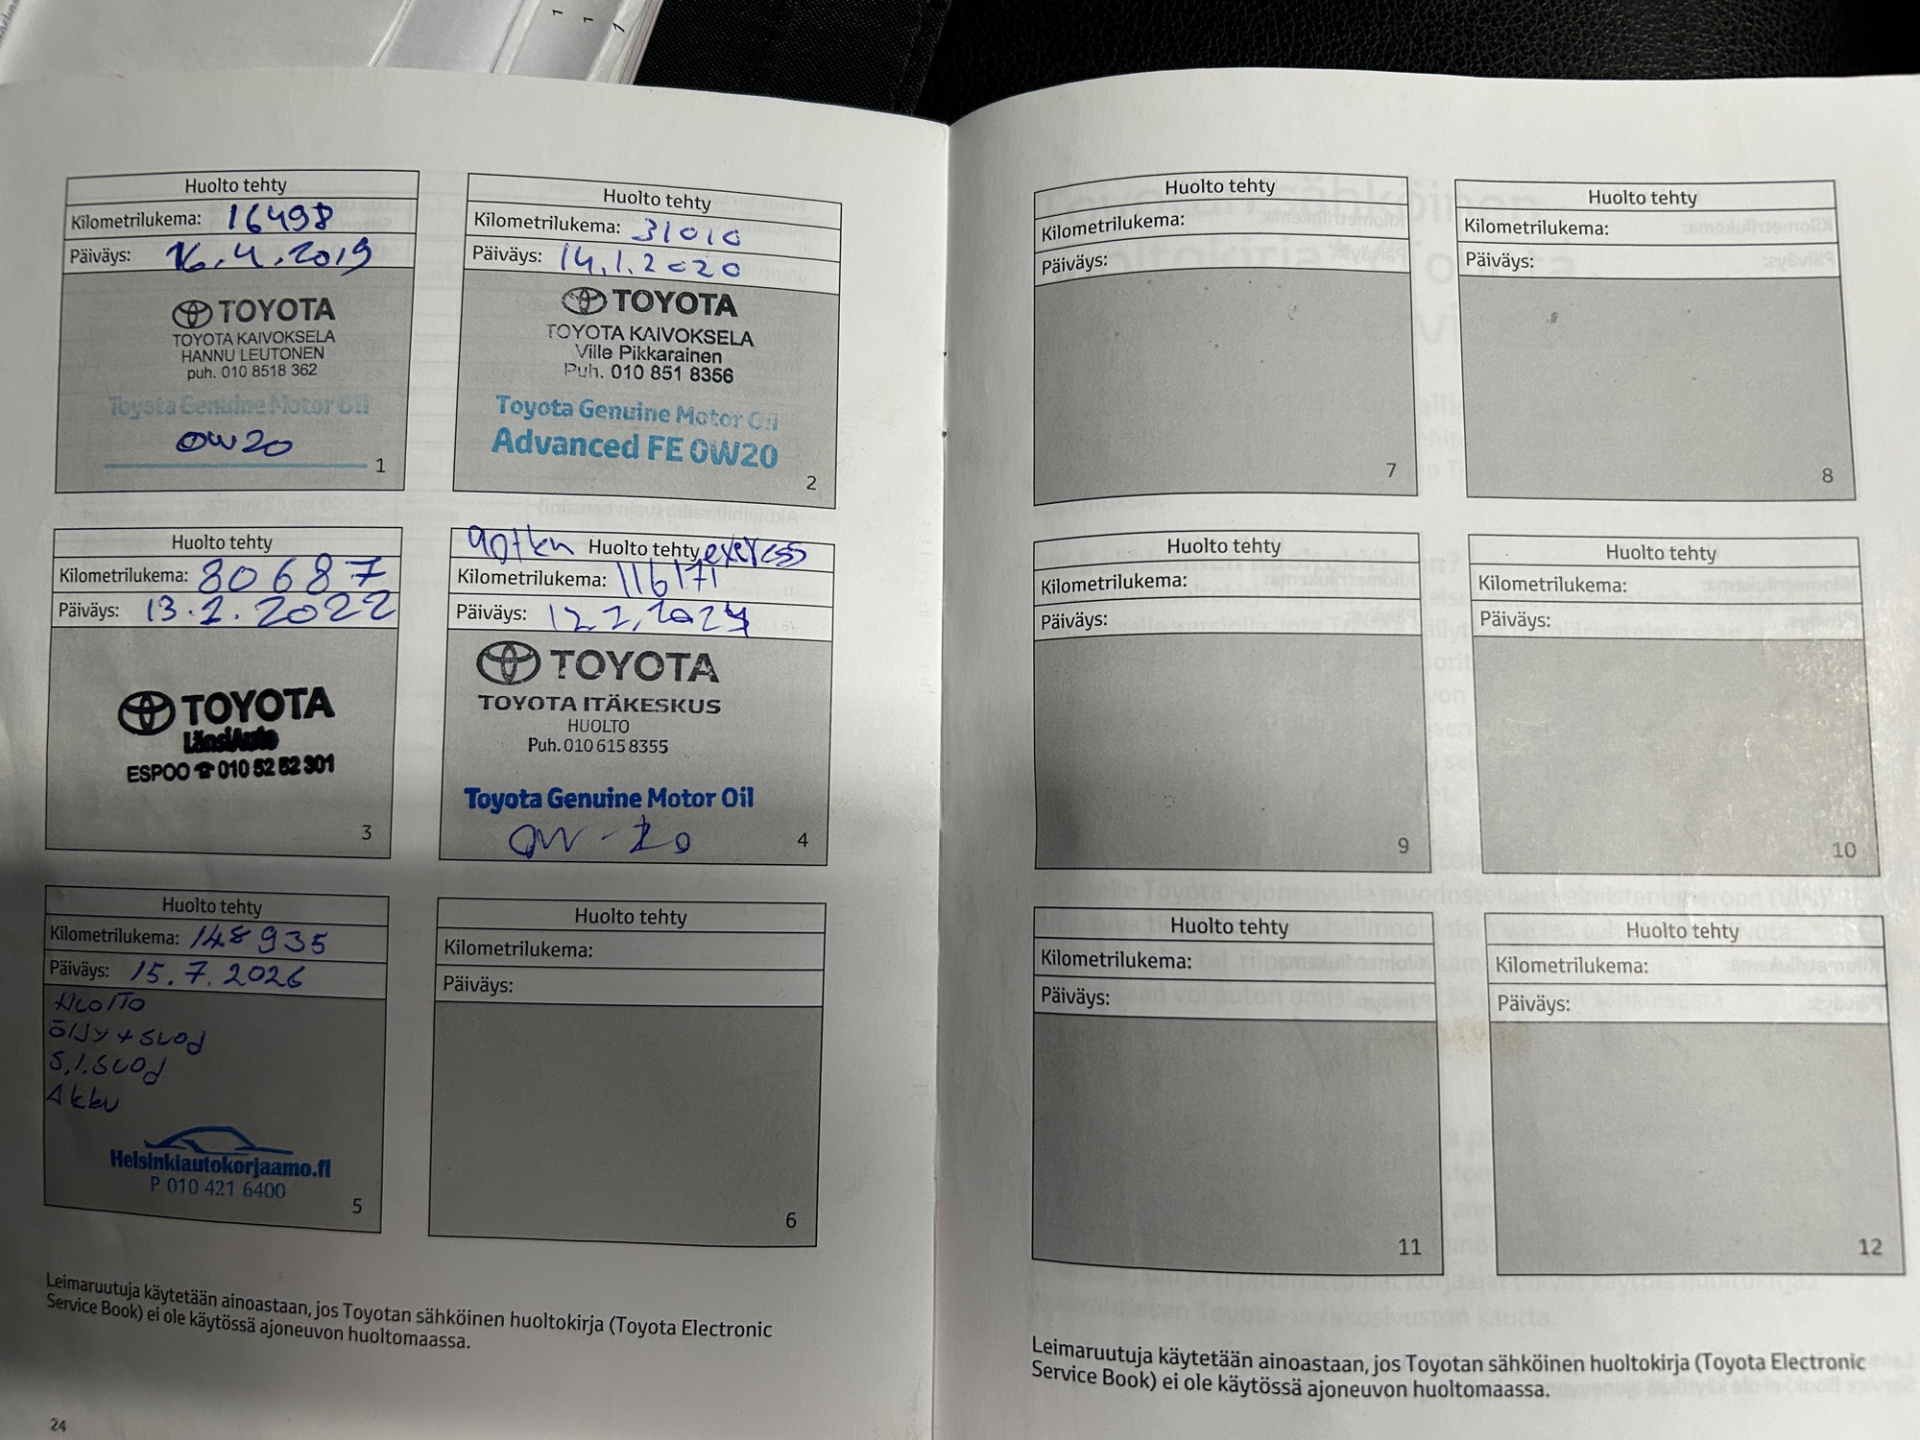 Huolto tehty
Kilometrilukema: 16498
Päiväys: 16.4.2019
TOYOTA
TOYOTA KAIVOKSELA
HANNU LEUTONEN
puh. 010 8518 362
Toyota Genuine Motor Oil
0W20
1
Huolto tehty
Kilometrilukema: 31010
Päiväys: 14.1.2020
TOYOTA
TOYOTA KAIVOKSELA
Ville Pikkarainen
Puh. 010 851 8356
Toyota Genuine Motor Oil
Advanced FE 0W20
2
Huolto tehty
Kilometrilukema: 80687
Päiväys: 13.2.2022
TOYOTA
LänsiAuto
ESPOO ☎ 010 52 52 301
3
Huolto tehty
Kilometrilukema: 116171
Päiväys: 12.2.2024
TOYOTA
TOYOTA ITÄKESKUS
HUOLTO
Puh. 010 615 8355
Toyota Genuine Motor Oil
0W-20
4
Huolto tehty
Kilometrilukema: 148935
Päiväys: 15.7.2026
HUOLTO
ÖLJY + SUOD
S.I.SUOD
Akku
Helsinkiautokorjaamo.fi
P 010 421 6400
5
Huolto tehty
Kilometrilukema:
Päiväys:
6
Leimaruutuja käytetään ainoastaan, jos Toyotan sähköinen huoltokirja (Toyota Electronic
Service Book) ei ole käytössä ajoneuvon huoltomaassa.
24
Huolto tehty
Kilometrilukema:
Päiväys:
7
Huolto tehty
Kilometrilukema:
Päiväys:
8
Huolto tehty
Kilometrilukema:
Päiväys:
9
Huolto tehty
Kilometrilukema:
Päiväys:
10
Huolto tehty
Kilometrilukema:
Päiväys:
11
Huolto tehty
Kilometrilukema:
Päiväys:
12
Leimaruutuja käytetään ainoastaan, jos Toyotan sähköinen huoltokirja (Toyota Electronic
Service Book) ei ole käytössä ajoneuvon huoltomaassa.